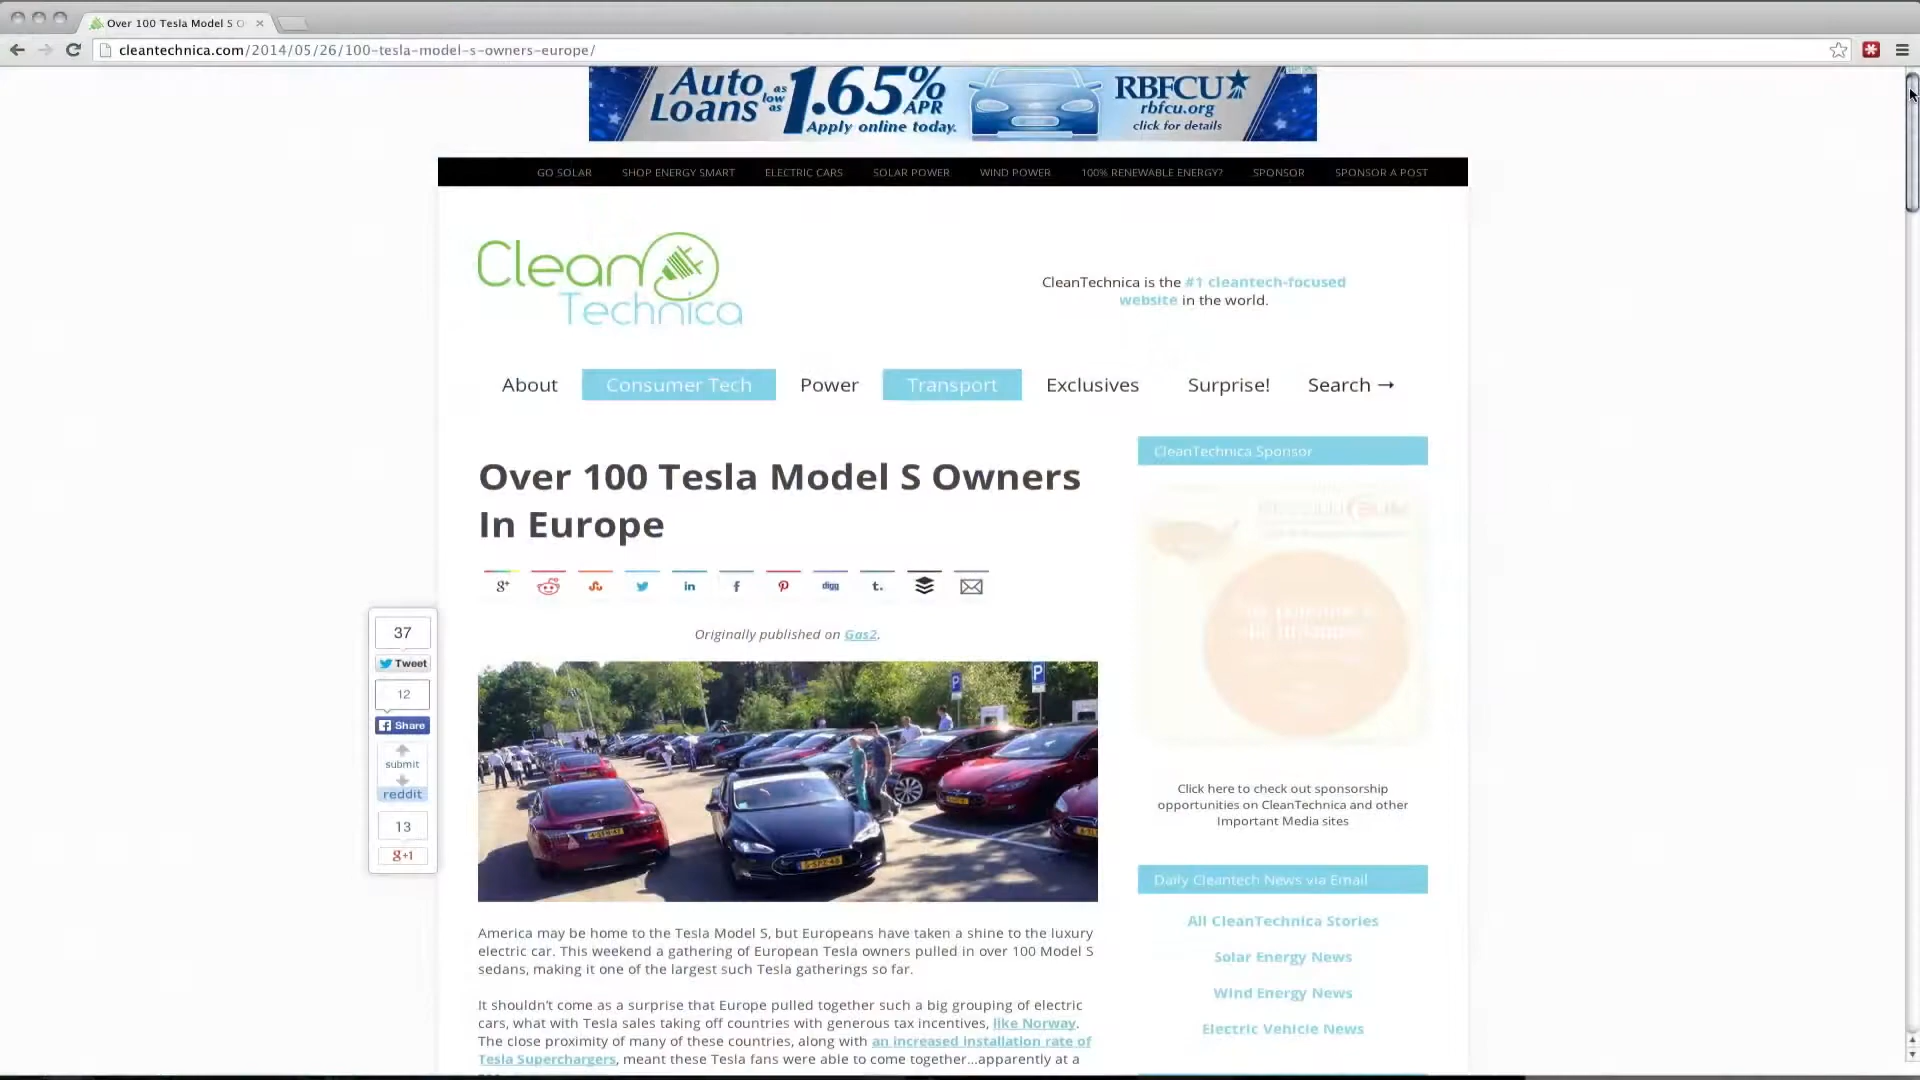 Over 100 Tesla Model S O
cleantechnica.com/2014/05/26/100-tesla-model-s-owners-europe/
Auto Loans as low as 1.65% APR
Apply online today.
RBFCU
rbfcu.org
click for details
GO SOLAR SHOP ENERGY SMART ELECTRIC CARS SOLAR POWER WIND POWER 100% RENEWABLE ENERGY? SPONSOR SPONSOR A POST
Clean
Technica
CleanTechnica is the #1 cleantech-focused
website in the world.
About Consumer Tech Power Transport Exclusives Surprise! Search →
Over 100 Tesla Model S Owners
In Europe
g+ in f digg t.
Originally published on Gas2.
37
Tweet
12
Share
submit
reddit
13
g+1
P P
America may be home to the Tesla Model S, but Europeans have taken a shine to the luxury
electric car. This weekend a gathering of European Tesla owners pulled in over 100 Model S
sedans, making it one of the largest such Tesla gatherings so far.
It shouldn't come as a surprise that Europe pulled together such a big grouping of electric
cars, what with Tesla sales taking off countries with generous tax incentives, like Norway.
The close proximity of many of these countries, along with an increased installation rate of
Tesla Superchargers, meant these Tesla fans were able to come together...apparently at a
CleanTechnica Sponsor
Click here to check out sponsorship
opportunities on CleanTechnica and other
Important Media sites
Daily Cleantech News via Email
All CleanTechnica Stories
Solar Energy News
Wind Energy News
Electric Vehicle News